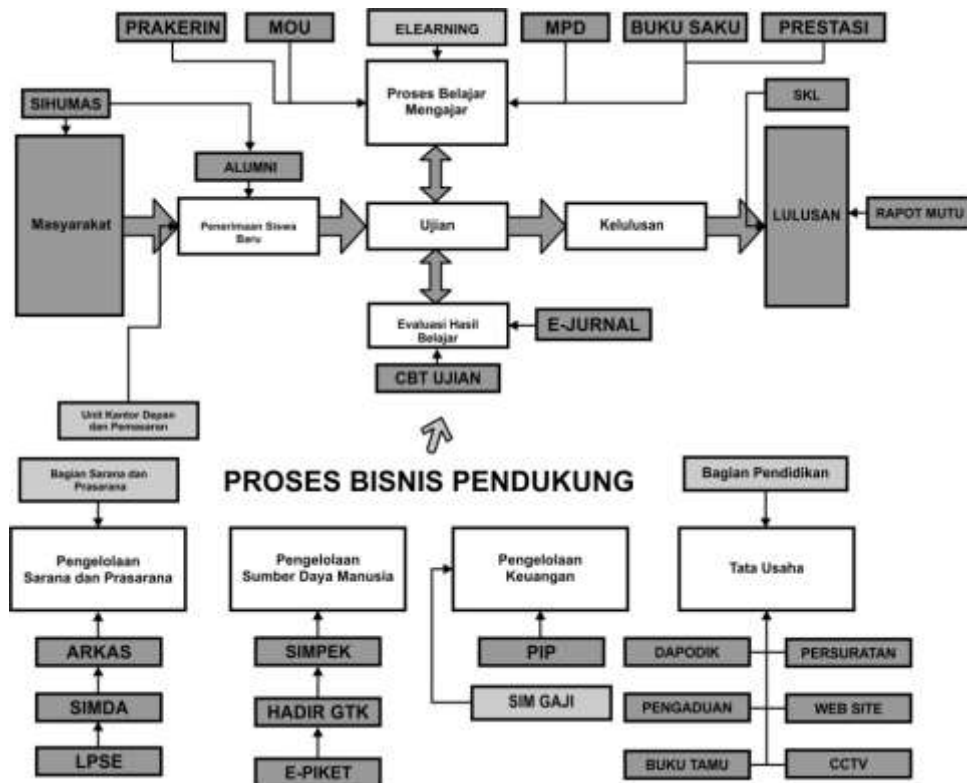 PRAKERIN
MOU
ELEARNING
MPD
BUKU SAKU
PRESTASI
Proses Belajar
Mengajar
SIHUMAS
SKL
ALUMNI
Masyarakat
Penerimaan Siswa
Baru
Ujian
Kelulusan
LULUSAN
RAPOT MUTU
Evaluasi Hasil
Belajar
E-JURNAL
CBT UJIAN
Unit Kantor Depan
dan Pemasaran
Bagian Sarana dan
Prasarana
PROSES BISNIS PENDUKUNG
Bagian Pendidikan
Pengelolaan
Sarana dan Prasarana
Pengelolaan
Sumber Daya Manusia
Pengelolaan
Keuangan
Tata Usaha
ARKAS
SIMPEK
PIP
DAPODIK
PERSURATAN
SIMDA
HADIR GTK
SIM GAJI
PENGADUAN
WEB SITE
LPSE
E-PIKET
BUKU TAMU
CCTV